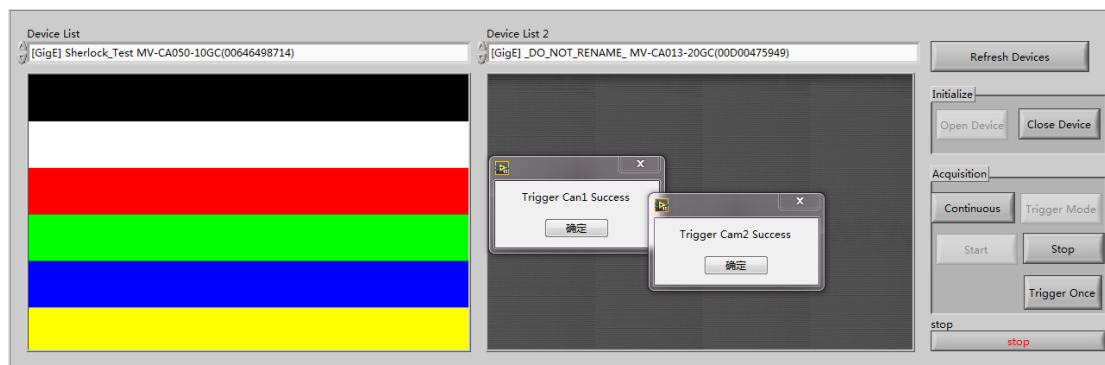 Device List
[GigE] Sherlock_Test MV-CA050-10GC(00646498714)
Device List 2
[GigE] _DO_NOT_RENAME_ MV-CA013-20GC(00D00475949)
Refresh Devices
Initialize
Open Device
Close Device
Acquisition
Continuous
Trigger Mode
Start
Stop
Trigger Once
stop
stop
X
Trigger Can1 Success
确定
X
Trigger Cam2 Success
确定